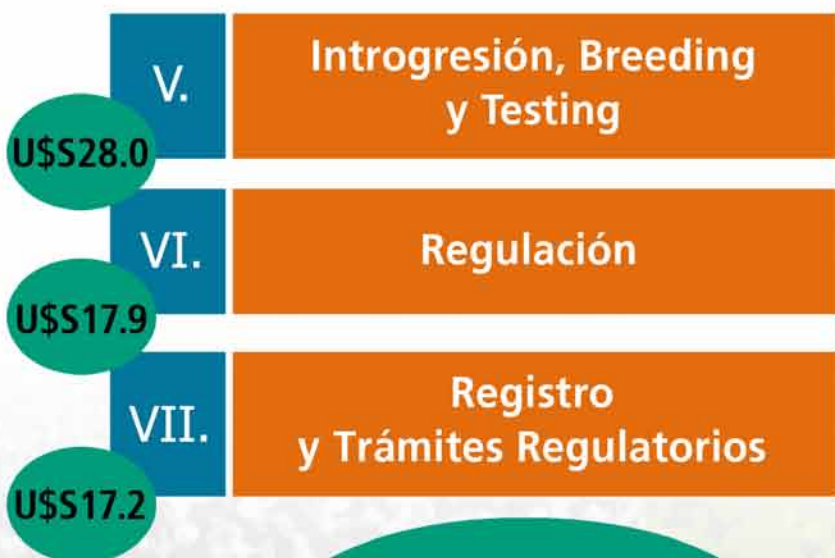 V.
Introgresión, Breeding
y Testing
U$S28.0
VI.
Regulación
U$S17.9
VII.
Registro
y Trámites Regulatorios
U$S17.2